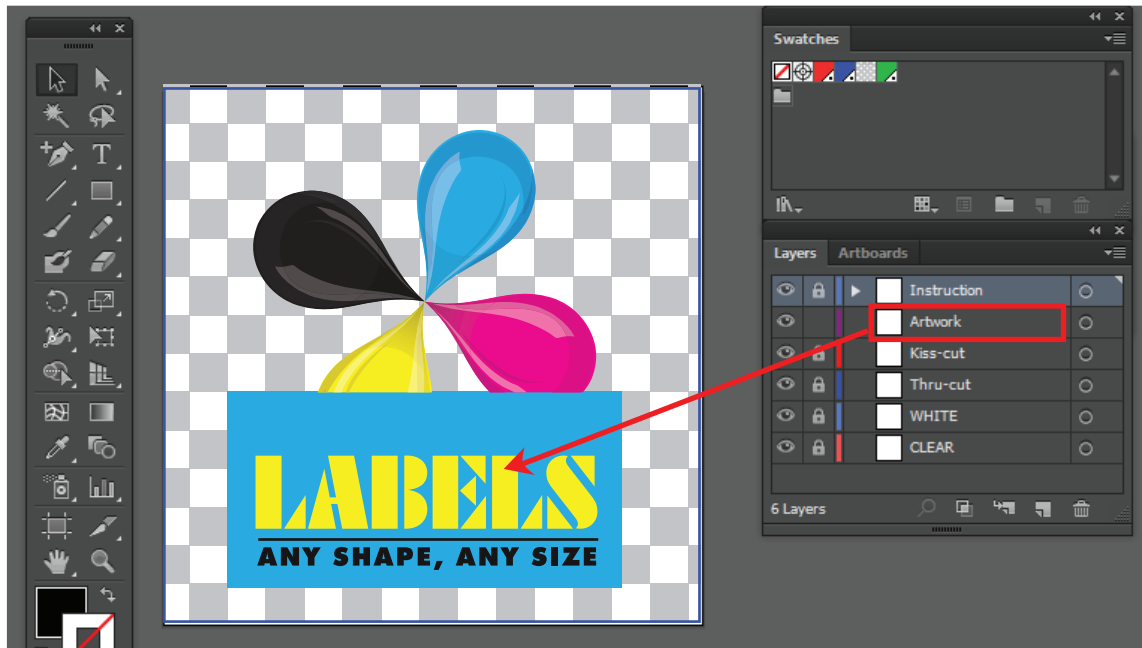 Swatches
Layers Artboards
Instruction
Artwork
Kiss-cut
Thru-cut
WHITE
CLEAR
6 Layers
LABELS
ANY SHAPE, ANY SIZE